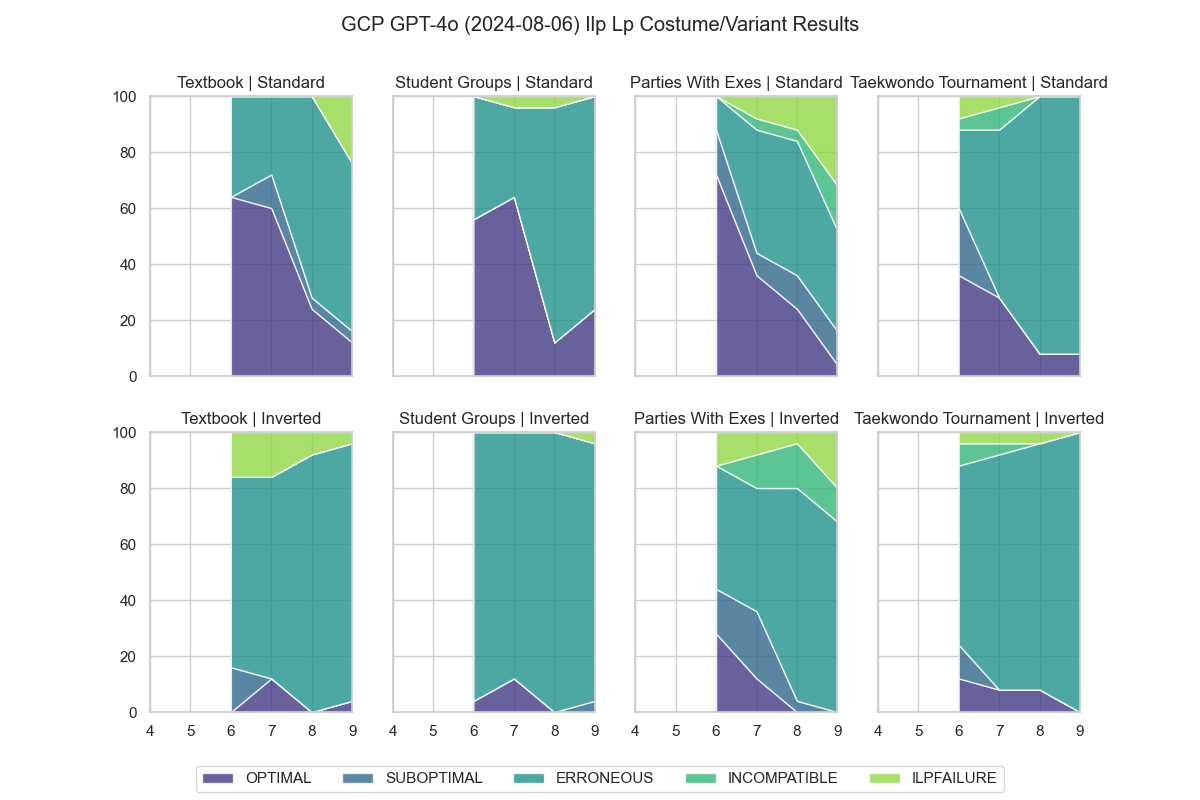 GCP GPT-4o (2024-08-06) Ilp Lp Costume/Variant Results
Textbook | Standard
Student Groups | Standard
Parties With Exes | Standard
Taekwondo Tournament | Standard
100
80
60
40
20
0
Textbook | Inverted
Student Groups | Inverted
Parties With Exes | Inverted
Taekwondo Tournament | Inverted
100
80
60
40
20
0
4 5 6 7 8 9
4 5 6 7 8 9
4 5 6 7 8 9
4 5 6 7 8 9
OPTIMAL SUBOPTIMAL ERRONEOUS INCOMPATIBLE ILPFAILURE